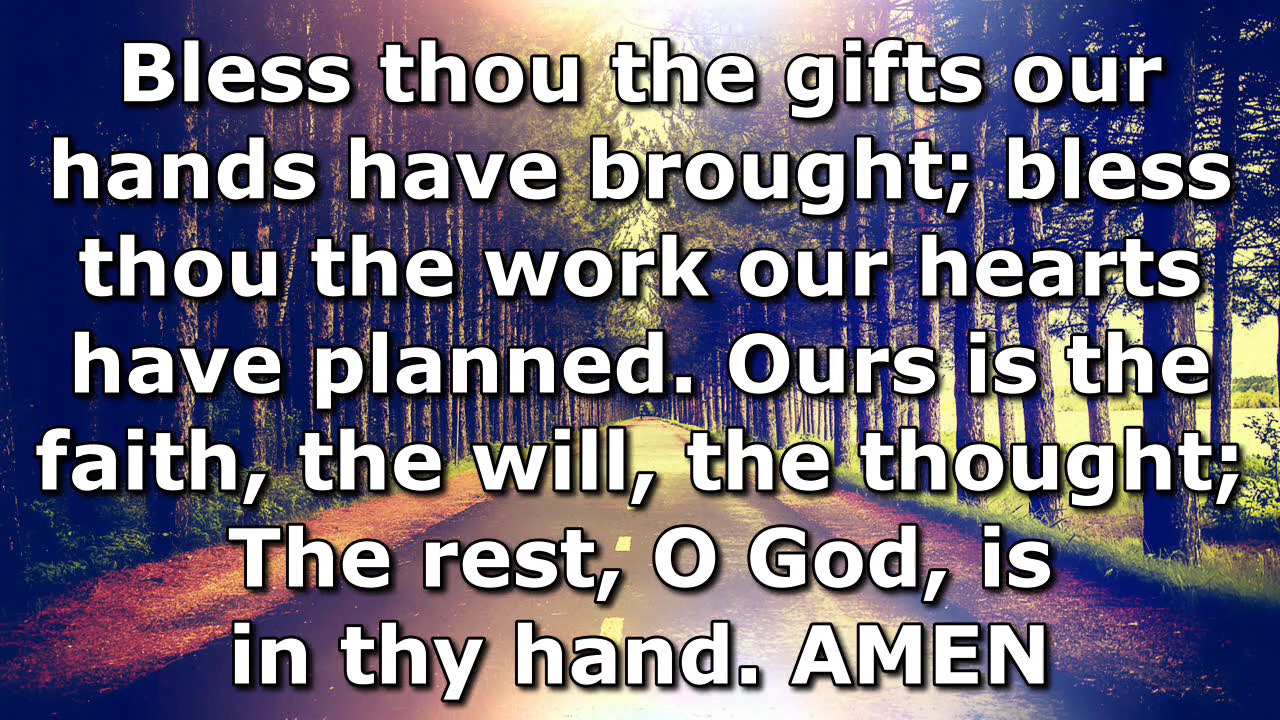 Bless thou the gifts our
hands have brought; bless
thou the work our hearts
have planned. Ours is the
faith, the will, the thought;
The rest, O God, is
in thy hand. AMEN